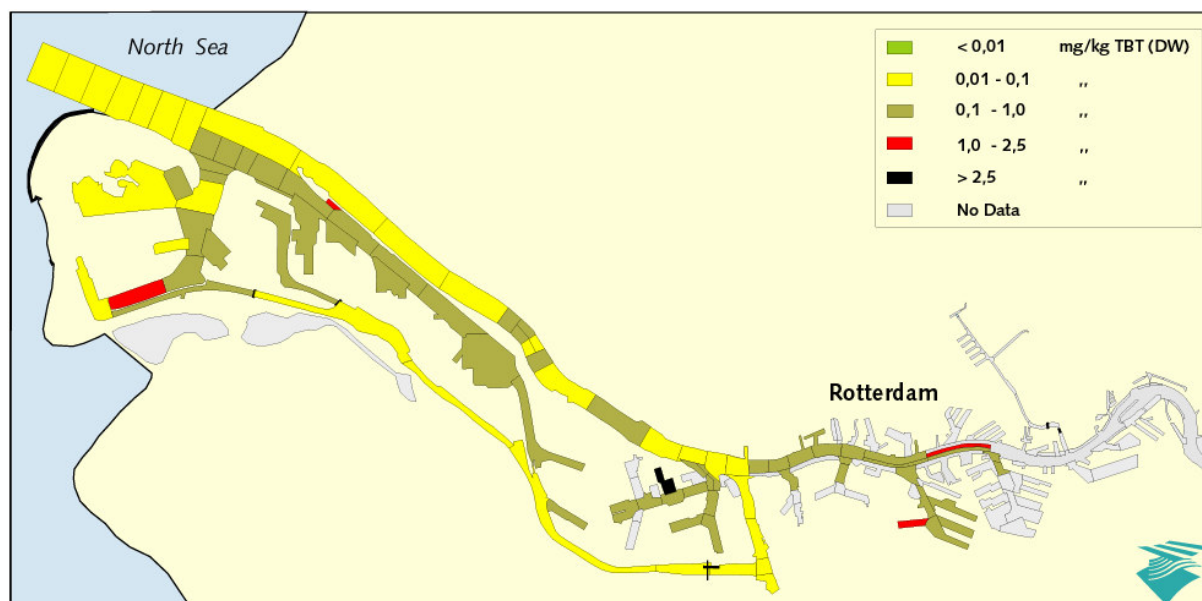 North Sea
< 0,01 mg/kg TBT (DW)
0,01 - 0,1 ,,
0,1 - 1,0 ,,
1,0 - 2,5 ,,
> 2,5 ,,
No Data
Rotterdam